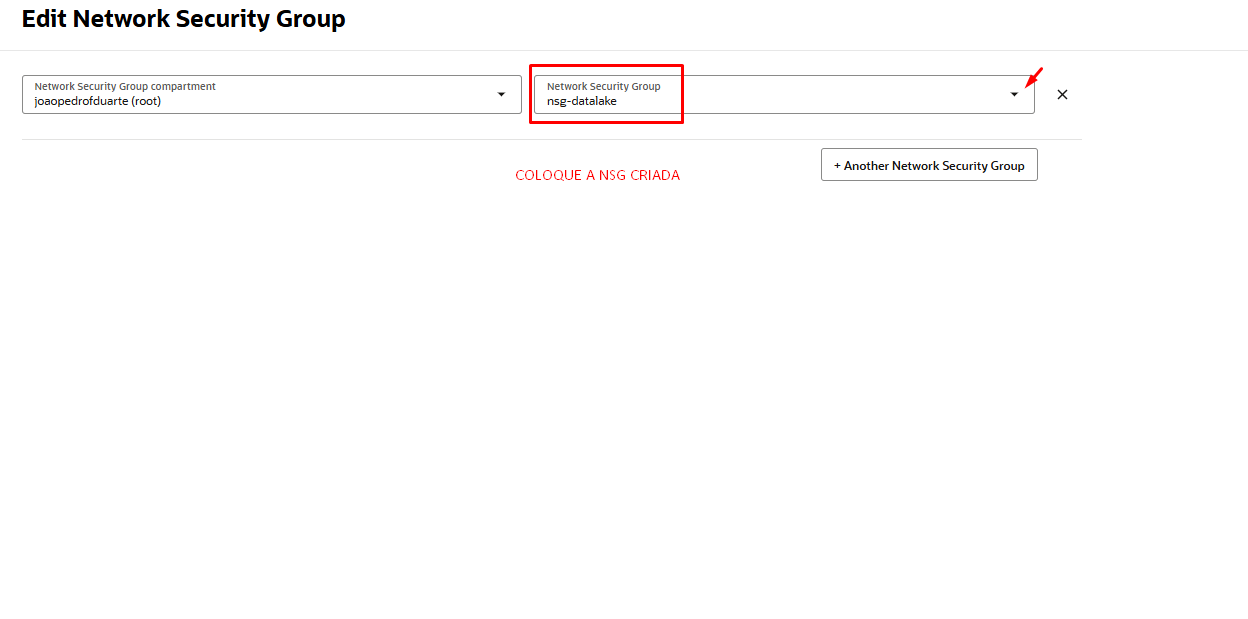 Edit Network Security Group
Network Security Group compartment
joaopedrofduarte (root)
Network Security Group
nsg-datalake
+ Another Network Security Group
COLOQUE A NSG CRIADA